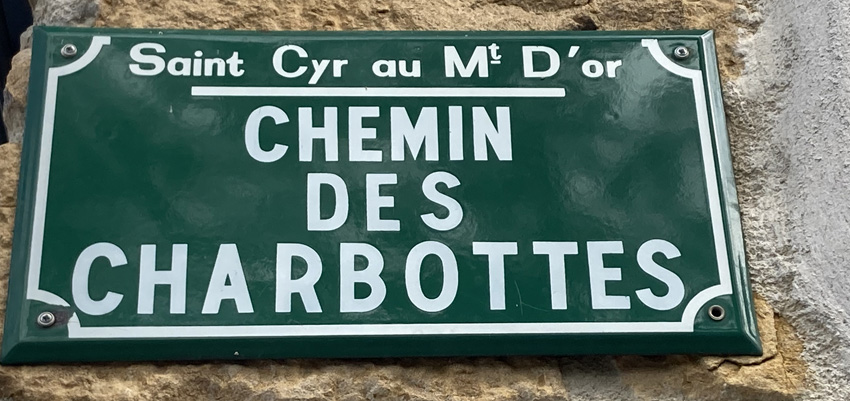 Saint Cyr au Mt D'or
CHEMIN
DES
CHARBOTTES